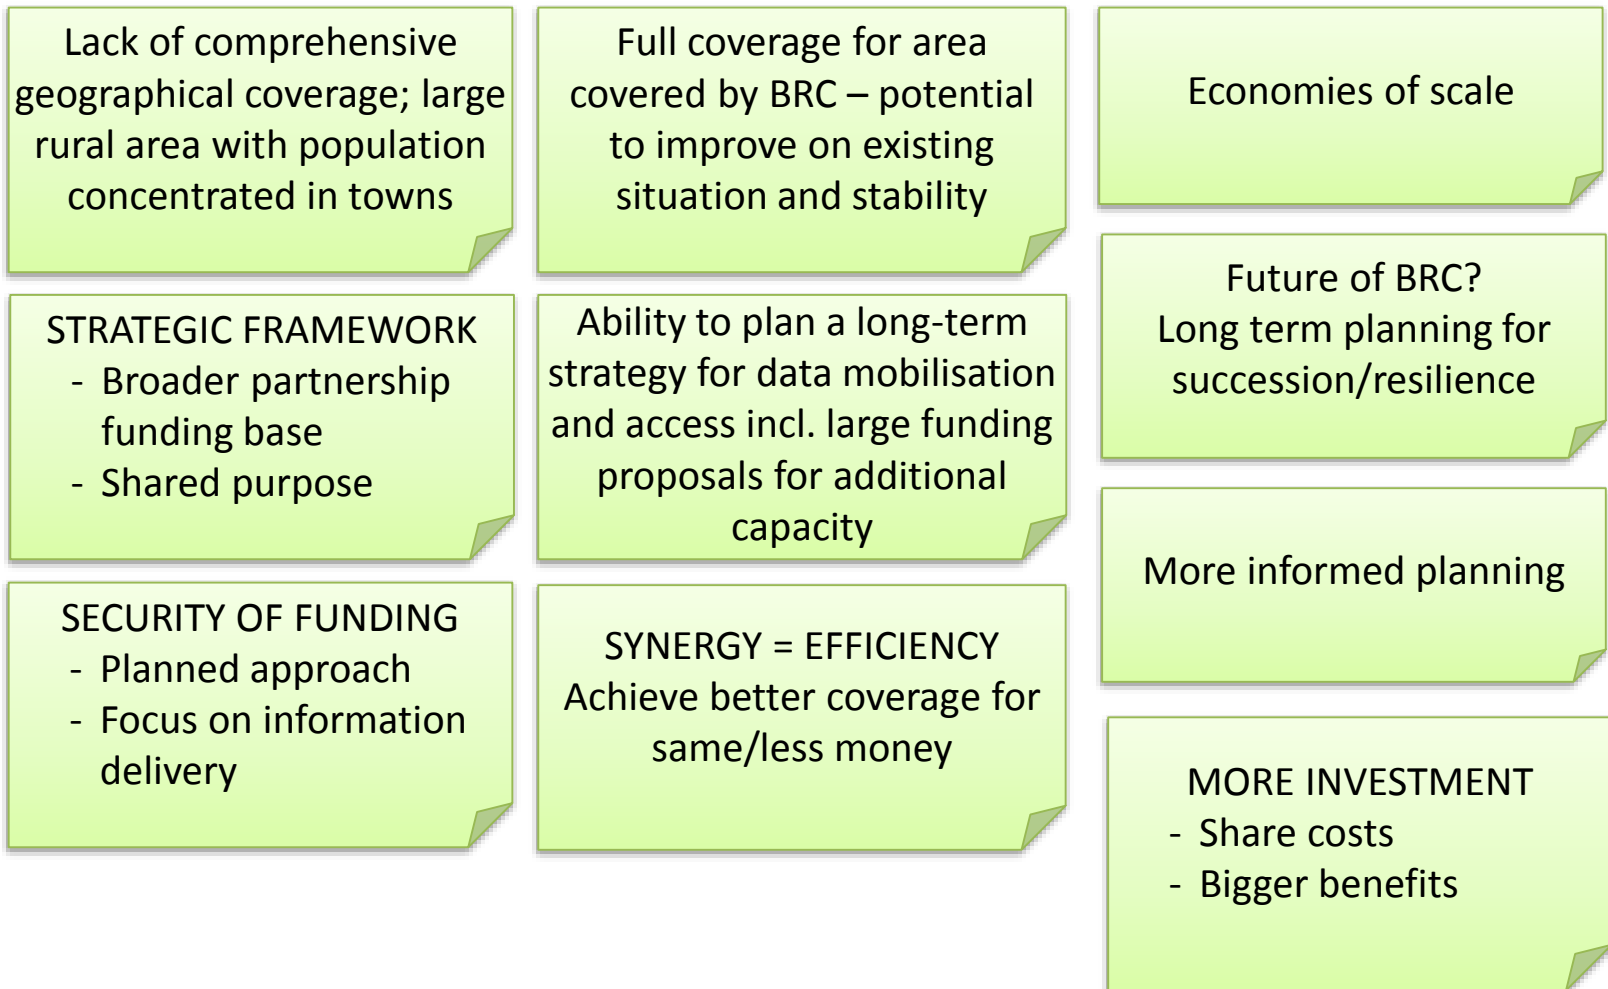 Lack of comprehensive
geographical coverage; large
rural area with population
concentrated in towns
Full coverage for area
covered by BRC – potential
to improve on existing
situation and stability
Economies of scale
STRATEGIC FRAMEWORK
- Broader partnership
funding base
- Shared purpose
Ability to plan a long-term
strategy for data mobilisation
and access incl. large funding
proposals for additional
capacity
Future of BRC?
Long term planning for
succession/resilience
SECURITY OF FUNDING
- Planned approach
- Focus on information
delivery
SYNERGY = EFFICIENCY
Achieve better coverage for
same/less money
More informed planning
MORE INVESTMENT
- Share costs
- Bigger benefits